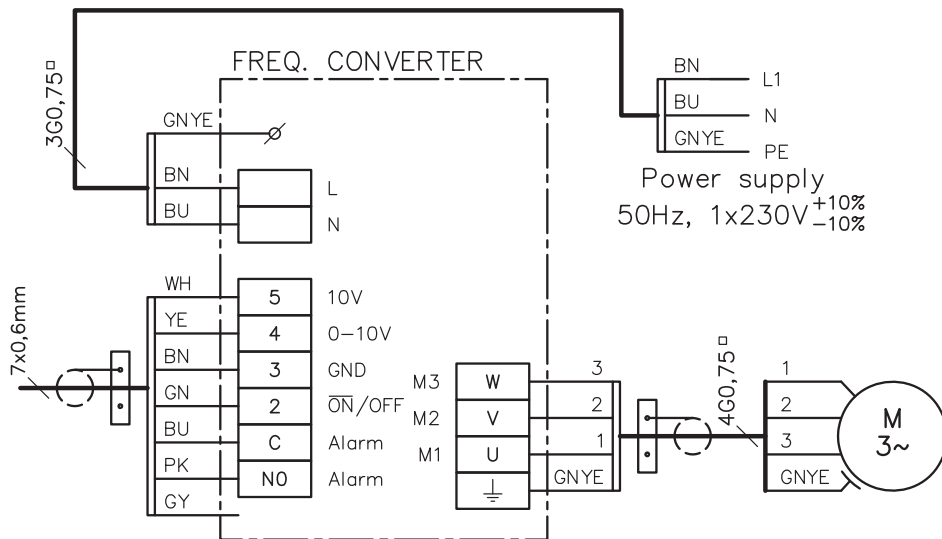 FREQ. CONVERTER
3G0,75□
GNYE
BN
L
BU
N
BN
L1
BU
N
GNYE
PE
Power supply
50Hz, 1x230V +10% -10%
7x0,6mm
WH
5
10V
YE
4
0-10V
BN
3
GND
GN
2
O̅N̅/OFF
BU
C
Alarm
PK
NO
Alarm
GY
M3
W
3
M2
V
2
M1
U
1
GNYE
4G0,75□
1
2
3
GNYE
M
3~